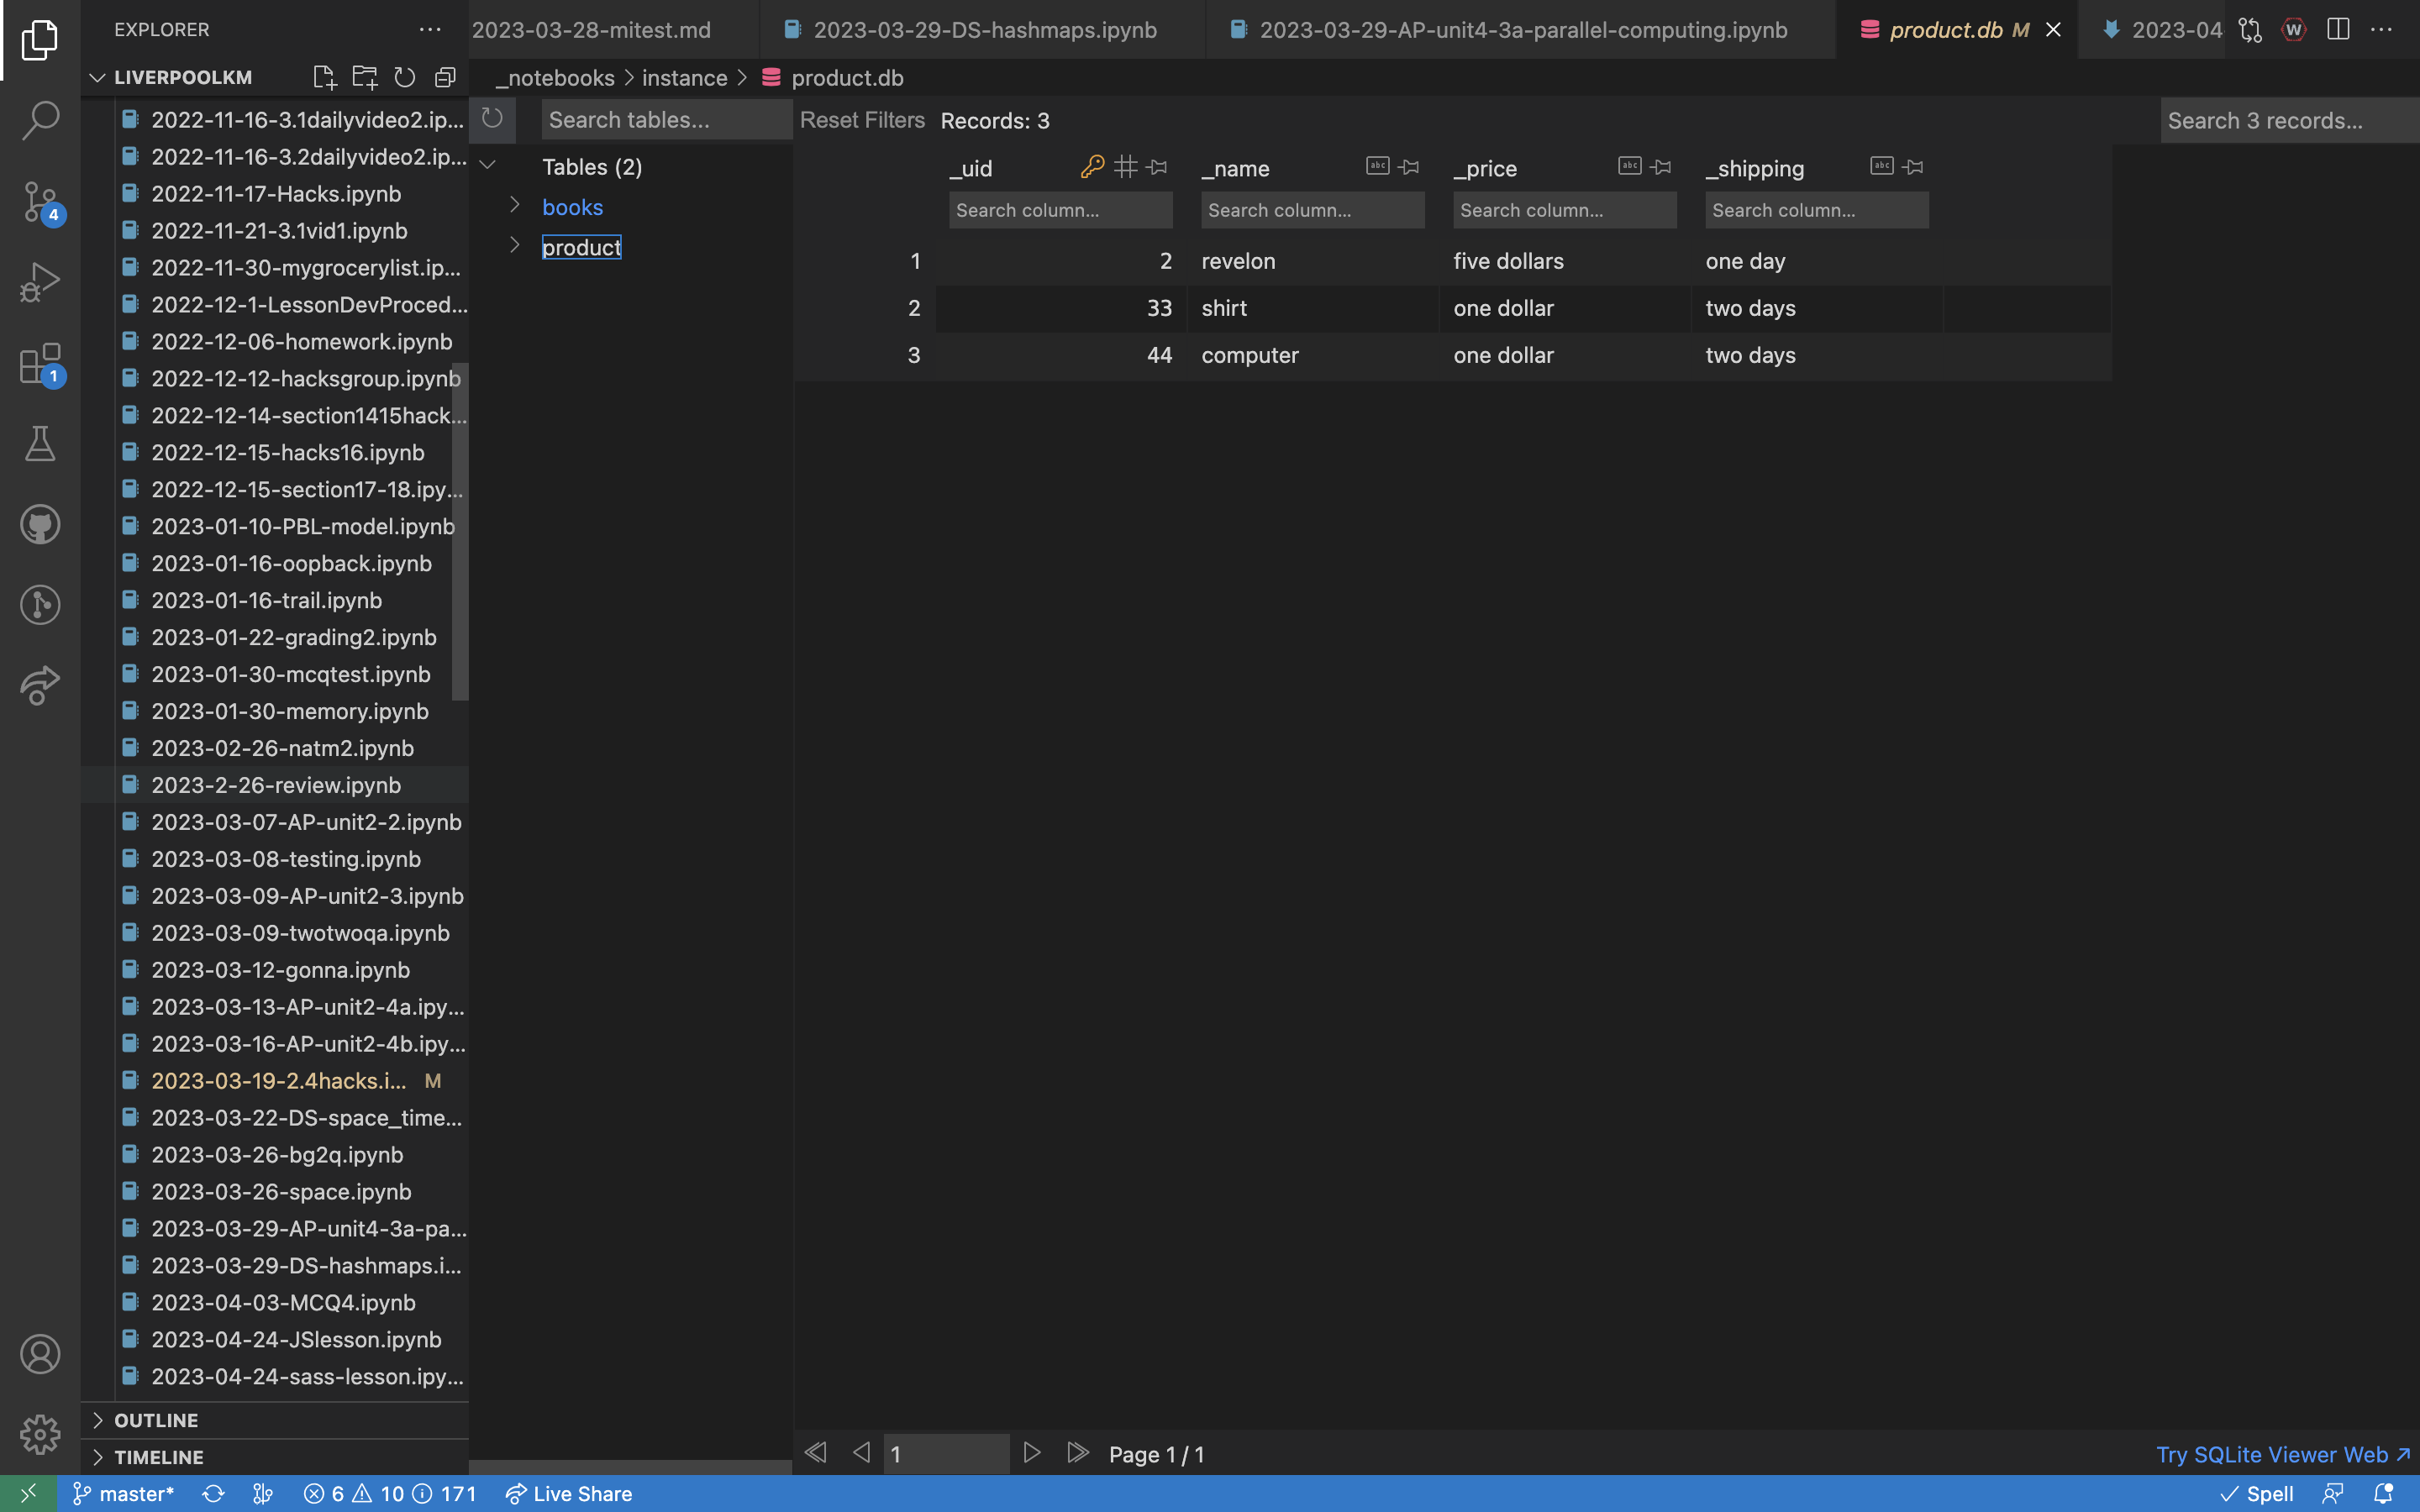 EXPLORER
2023-03-28-mitest.md
2023-03-29-DS-hashmaps.ipynb
2023-03-29-AP-unit4-3a-parallel-computing.ipynb
product.db M
2023-04
LIVERPOOLKM
_notebooks > instance > product.db
Search tables...
Reset Filters Records: 3
Search 3 records...
Tables (2)
books
product
_uid _name _price _shipping
Search column... Search column... Search column... Search column...
1 2 revelon five dollars one day
2 33 shirt one dollar two days
3 44 computer one dollar two days
2022-11-16-3.1dailyvideo2.ip...
2022-11-16-3.2dailyvideo2.ip...
2022-11-17-Hacks.ipynb
2022-11-21-3.1vid1.ipynb
2022-11-30-mygrocerylist.ip...
2022-12-1-LessonDevProced...
2022-12-06-homework.ipynb
2022-12-12-hacksgroup.ipynb
2022-12-14-section1415hack...
2022-12-15-hacks16.ipynb
2022-12-15-section17-18.ipy...
2023-01-10-PBL-model.ipynb
2023-01-16-oopback.ipynb
2023-01-16-trail.ipynb
2023-01-22-grading2.ipynb
2023-01-30-mcqtest.ipynb
2023-01-30-memory.ipynb
2023-02-26-natm2.ipynb
2023-2-26-review.ipynb
2023-03-07-AP-unit2-2.ipynb
2023-03-08-testing.ipynb
2023-03-09-AP-unit2-3.ipynb
2023-03-09-twotwoqa.ipynb
2023-03-12-gonna.ipynb
2023-03-13-AP-unit2-4a.ipy...
2023-03-16-AP-unit2-4b.ipy...
2023-03-19-2.4hacks.i... M
2023-03-22-DS-space_time...
2023-03-26-bg2q.ipynb
2023-03-26-space.ipynb
2023-03-29-AP-unit4-3a-pa...
2023-03-29-DS-hashmaps.i...
2023-04-03-MCQ4.ipynb
2023-04-24-JSlesson.ipynb
2023-04-24-sass-lesson.ipy...
OUTLINE
TIMELINE
4
1
W
abc abc abc
1 Page 1 / 1
Try SQLite Viewer Web ↗
master* 6 10 171 Live Share
Spell